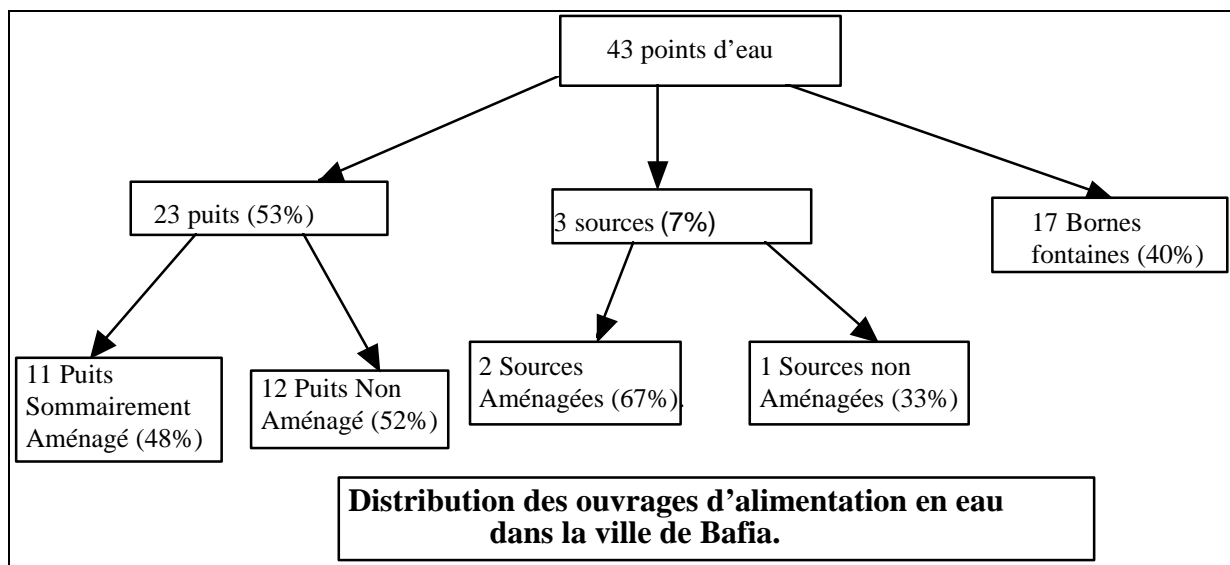 43 points d’eau
23 puits (53%)
3 sources (7%)
17 Bornes
fontaines (40%)
11 Puits
Sommairement
Aménagé (48%)
12 Puits Non
Aménagé (52%)
2 Sources
Aménagées (67%).
1 Sources non
Aménagées (33%)
Distribution des ouvrages d’alimentation en eau
dans la ville de Bafia.